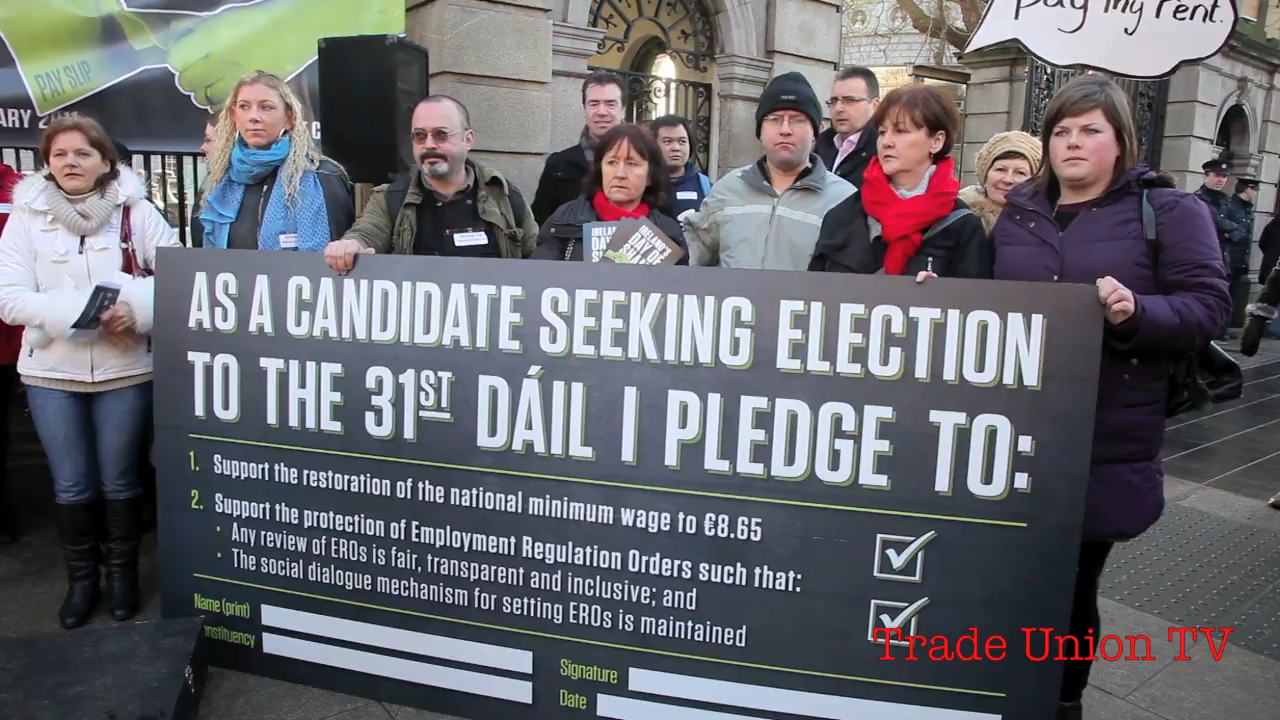 pay my rent.
PAY SLIP
AS A CANDIDATE SEEKING ELECTION
TO THE 31ST DÁIL I PLEDGE TO:
1. Support the restoration of the national minimum wage to €8.65
2. Support the protection of Employment Regulation Orders such that:
· Any review of EROs is fair, transparent and inclusive; and
· The social dialogue mechanism for setting EROs is maintained
Name (print)
Signature
Date
Trade Union TV